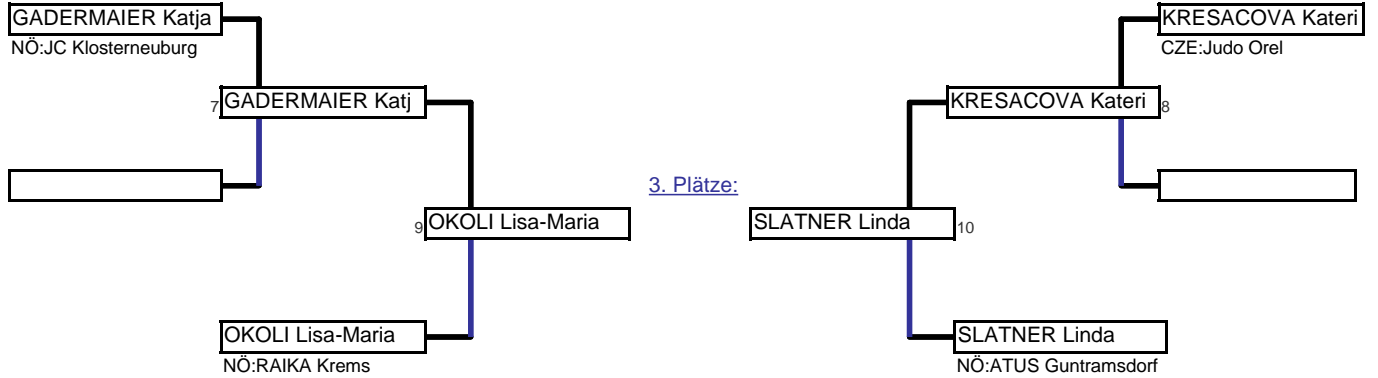 GADERMAIER Katja
NÖ:JC Klosterneuburg
KRESACOVA Kateri
CZE:Judo Orel
7 GADERMAIER Katj
KRESACOVA Kateri 8
3. Plätze:
9 OKOLI Lisa-Maria
SLATNER Linda 10
OKOLI Lisa-Maria
NÖ:RAIKA Krems
SLATNER Linda
NÖ:ATUS Guntramsdorf